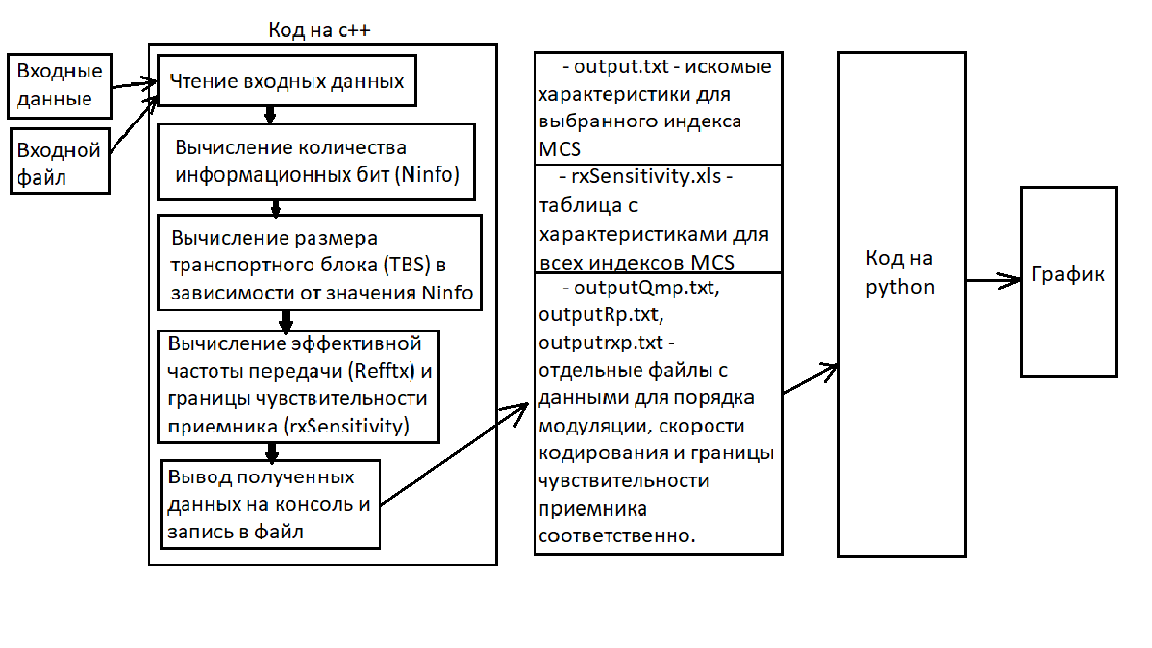 Код на c++
Входные
данные
Входной
файл
Чтение входных данных
Вычисление количества
информационных бит (Ninfo)
Вычисление размера
транспортного блока (TBS) в
зависимости от значения Ninfo
Вычисление эффективной
частоты передачи (Refftx) и
границы чувствительности
приемника (rxSensitivity)
Вывод полученных
данных на консоль и
запись в файл
- output.txt - искомые
характеристики для
выбранного индекса
MCS
- rxSensitivity.xls -
таблица с
характеристиками для
всех индексов MCS
- outputQmp.txt,
outputRp.txt,
outputrxp.txt -
отдельные файлы с
данными для порядка
модуляции, скорости
кодирования и границы
чувствительности
приемника
соответственно.
Код на
python
График